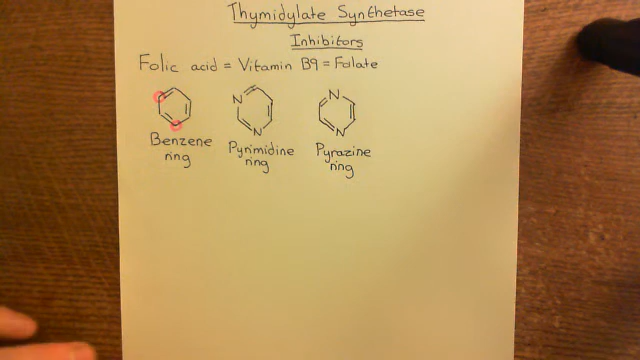 Thymidylate Synthetase
Inhibitors
Folic acid = Vitamin B9 = Folate
N
N
N
N
Benzene
ring
Pyrimidine
ring
Pyrazine
ring